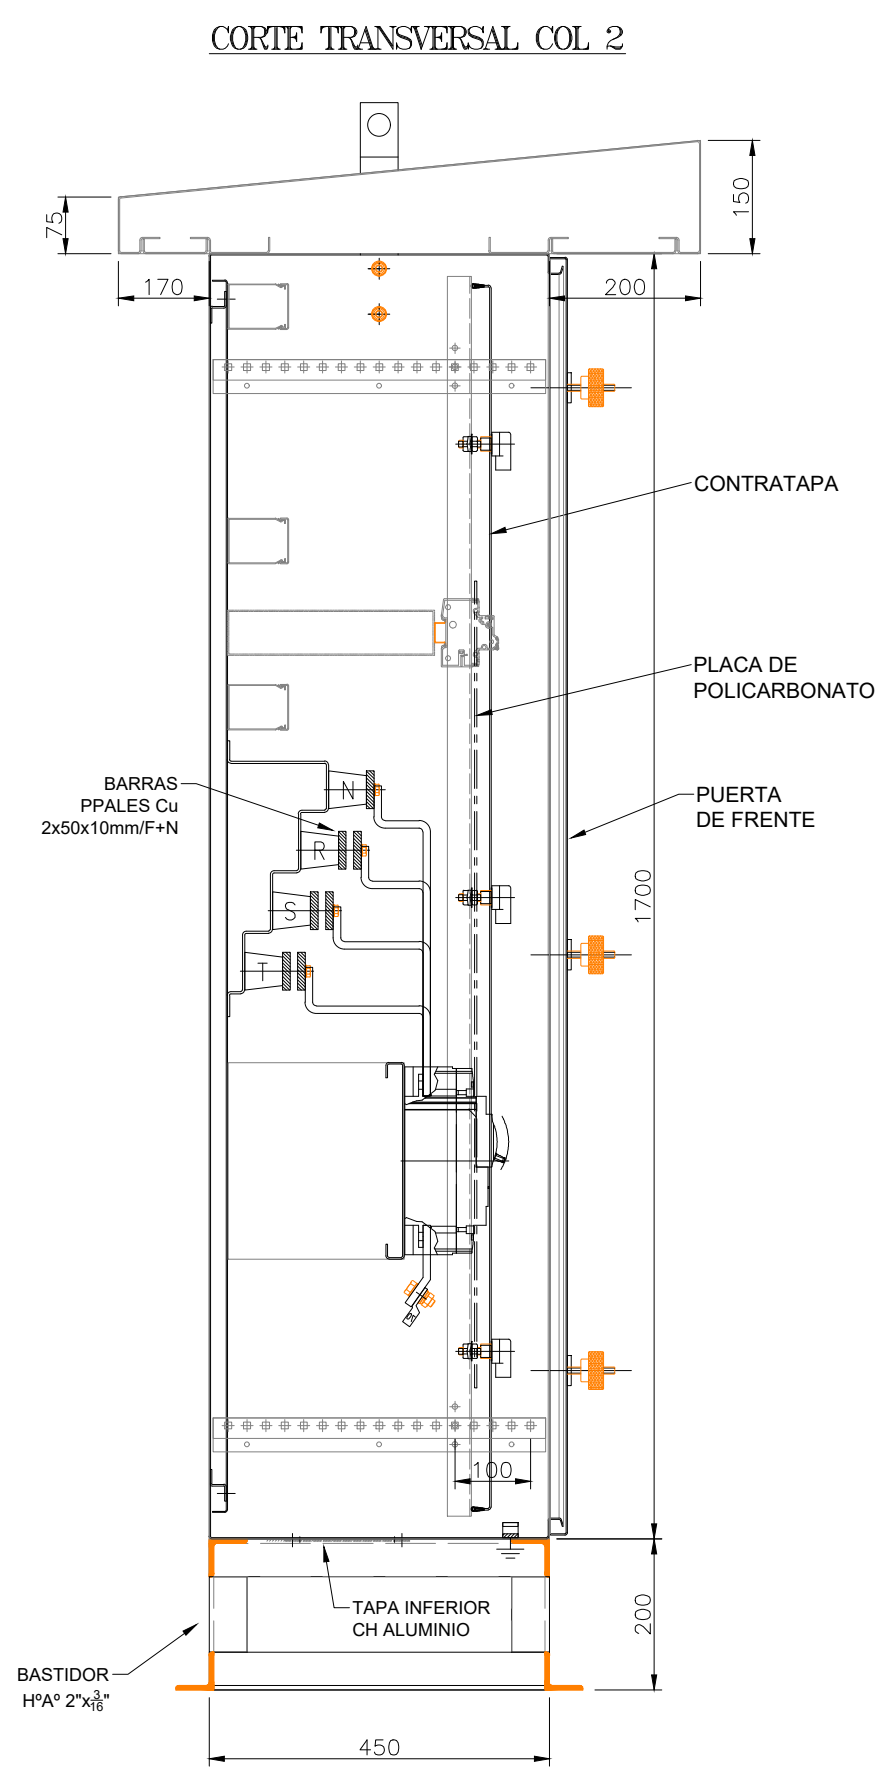 CORTE TRANSVERSAL COL 2
75
150
170
200
CONTRATAPA
PLACA DE
POLICARBONATO
BARRAS
PPALES Cu
2x50x10mm/F+N
N
R
S
T
PUERTA
DE FRENTE
1700
100
TAPA INFERIOR
CH ALUMINIO
200
BASTIDOR
HºAº 2"x3/16"
450